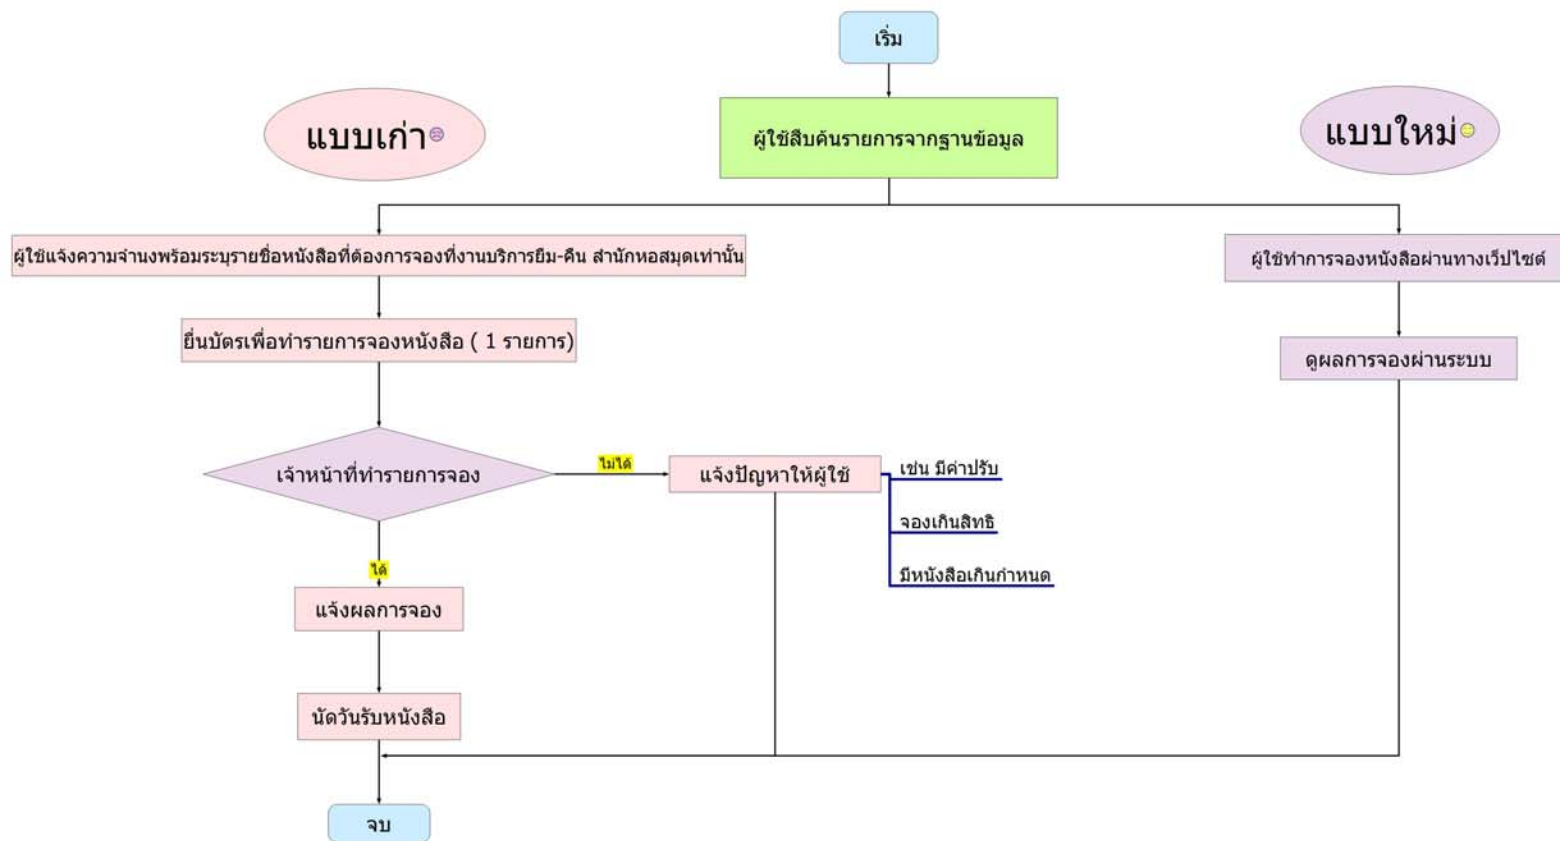 เริ่ม
แบบเก่า
ผู้ใช้สืบค้นรายการจากฐานข้อมูล
แบบใหม่
ผู้ใช้แจ้งความจำนงพร้อมระบุรายชื่อหนังสือที่ต้องการจองที่งานบริการยืม-คืน สำนักหอสมุดเท่านั้น
ผู้ใช้ทำการจองหนังสือผ่านทางเว็ปไซต์
ยื่นบัตรเพื่อทำรายการจองหนังสือ ( 1 รายการ)
ดูผลการจองผ่านระบบ
เจ้าหน้าที่ทำรายการจอง
ไม่ได้
แจ้งปัญหาให้ผู้ใช้
เช่น มีค่าปรับ
จองเกินสิทธิ
มีหนังสือเกินกำหนด
ได้
แจ้งผลการจอง
นัดวันรับหนังสือ
จบ